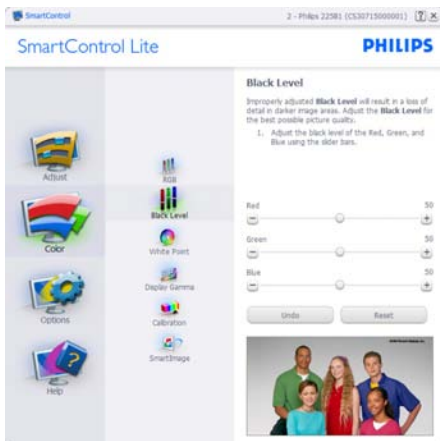 SmartControl
2 - Philips 225B1 (CS30715000001)
SmartControl Lite
PHILIPS
Adjust
Color
Options
Help
RGB
Black Level
White Point
Display Gamma
Calibration
SmartImage
Black Level
Improperly adjusted Black Level will result in a loss of
detail in darker image areas. Adjust the Black Level for
the best possible picture quality.
1. Adjust the black level of the Red, Green, and
Blue using the slider bars.
Red 50
Green 50
Blue 50
Undo Reset